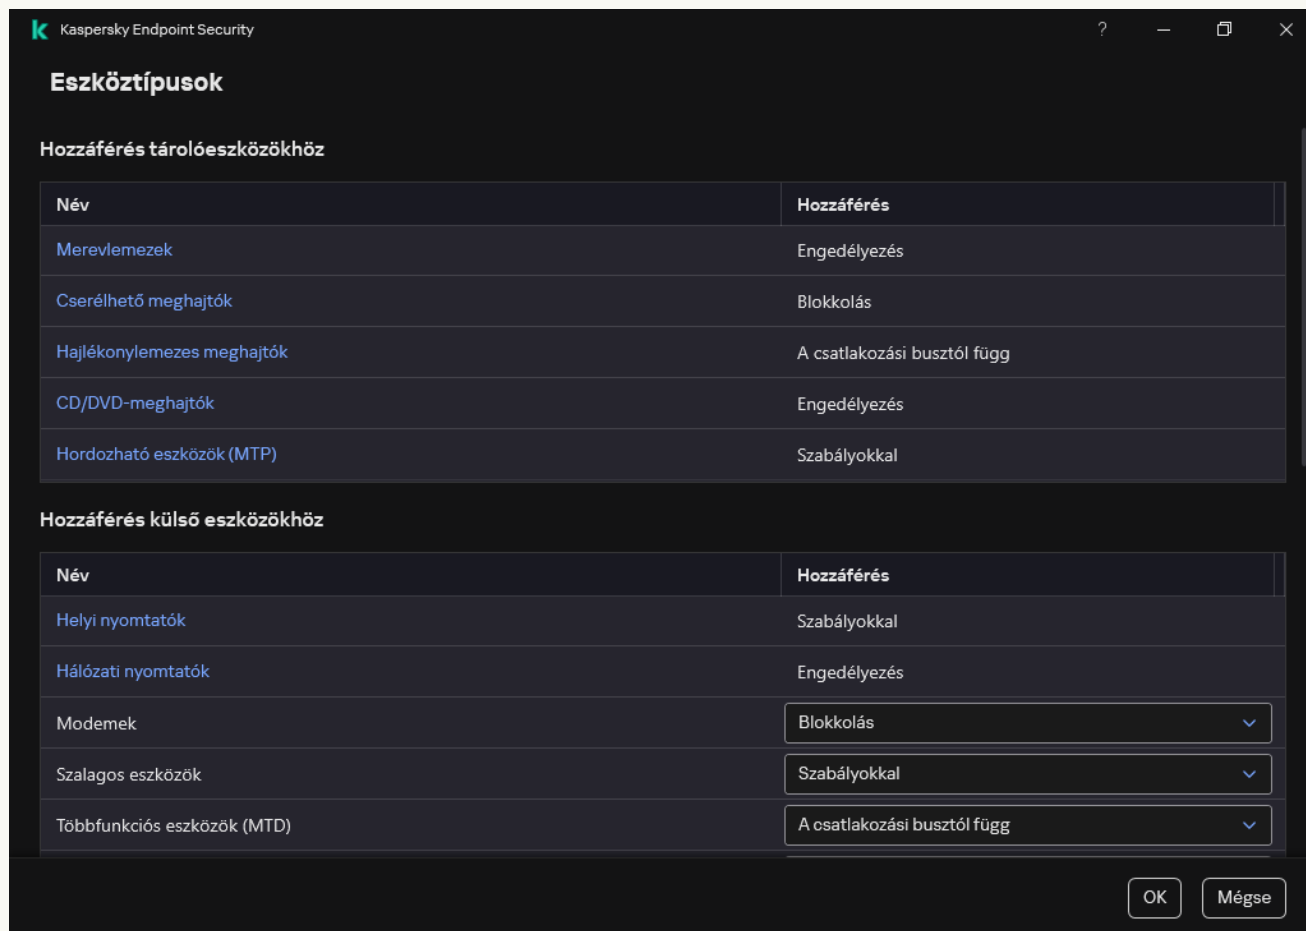 Kaspersky Endpoint Security ?
Eszköztípusok
Hozzáférés tárolóeszközökhöz
Név Hozzáférés
Merevlemezek Engedélyezés
Cserélhető meghajtók Blokkolás
Hajlékonylemezes meghajtók A csatlakozási busztól függ
CD/DVD-meghajtók Engedélyezés
Hordozható eszközök (MTP) Szabályokkal
Hozzáférés külső eszközökhöz
Név Hozzáférés
Helyi nyomtatók Szabályokkal
Hálózati nyomtatók Engedélyezés
Modemek Blokkolás
Szalagos eszközök Szabályokkal
Többfunkciós eszközök (MTD) A csatlakozási busztól függ
OK Mégse